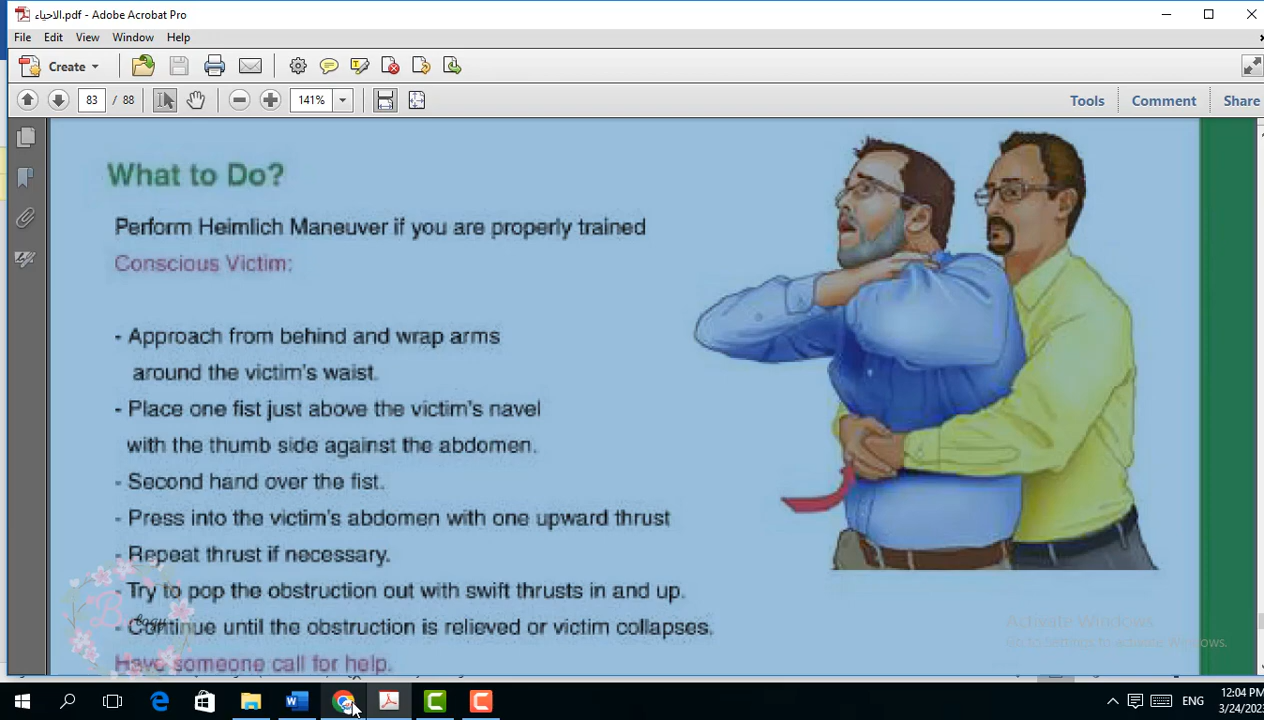 الاحياء.pdf - Adobe Acrobat Pro
File Edit View Window Help
Create
83 / 88 141% Tools Comment Share
What to Do?
Perform Heimlich Maneuver if you are properly trained
Conscious Victim:
- Approach from behind and wrap arms
around the victim's waist.
- Place one fist just above the victim's navel
with the thumb side against the abdomen.
- Second hand over the fist.
- Press into the victim's abdomen with one upward thrust
- Repeat thrust if necessary.
- Try to pop the obstruction out with swift thrusts in and up.
- Continue until the obstruction is relieved or victim collapses.
Have someone call for help.
Activate Windows
Go to Settings to activate Windows.
ENG
12:04 PM
3/24/202